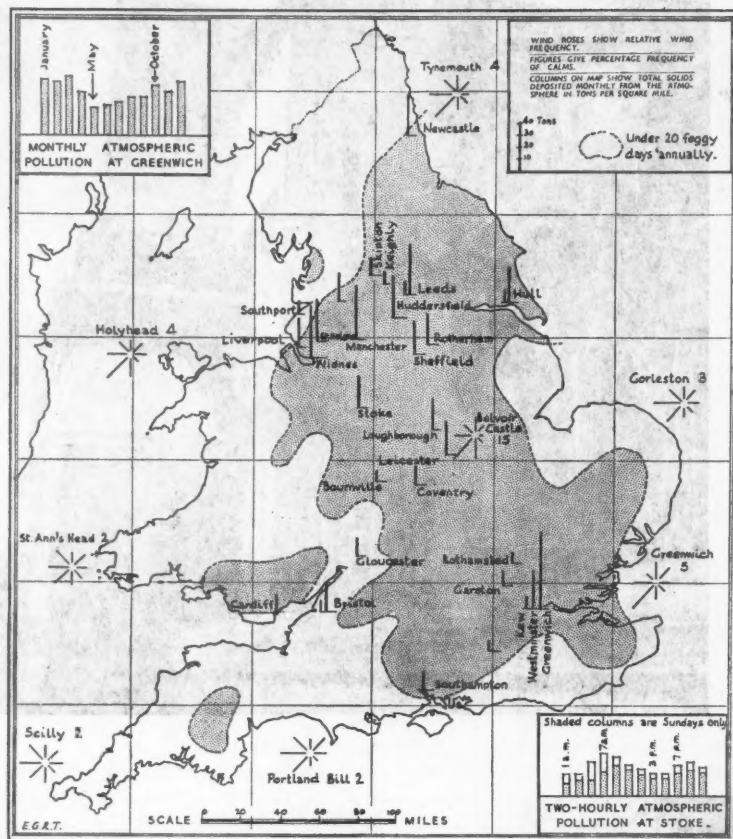 January
May
October
MONTHLY ATMOSPHERIC
POLLUTION AT GREENWICH
WIND ROSES SHOW RELATIVE WIND
FREQUENCY.
FIGURES GIVE PERCENTAGE FREQUENCY
OF CALMS.
COLUMNS ON MAP SHOW TOTAL SOLIDS
DEPOSITED MONTHLY FROM THE ATMO-
SPHERE IN TONS PER SQUARE MILE.
40 Tons
30
20
10
Under 20 foggy
days annually.
Tynemouth 4
Newcastle
Skipton
Keighly
Leeds
Hull
Huddersfield
Southport
Liverpool
Widnes
Manchester
Rotherham
Sheffield
Holyhead 4
Gorleston 3
Stoke
Belvoir
Castle
15
Loughborough
Leicester
Bournville
Coventry
St. Ann's Head 2
Gloucester
Rothamsted
Greenwich
5
Garston
Cardiff
Bristol
Kew
Westminster
Greenwich
Southampton
Scilly 2
Portland Bill 2
Shaded columns are Sundays only
1 a.m.
7 am
3 p.m.
7 p.m.
TWO-HOURLY ATMOSPHERIC
POLLUTION AT STOKE.
E.G.R.T.
SCALE 0 20 40 60 80 100 MILES